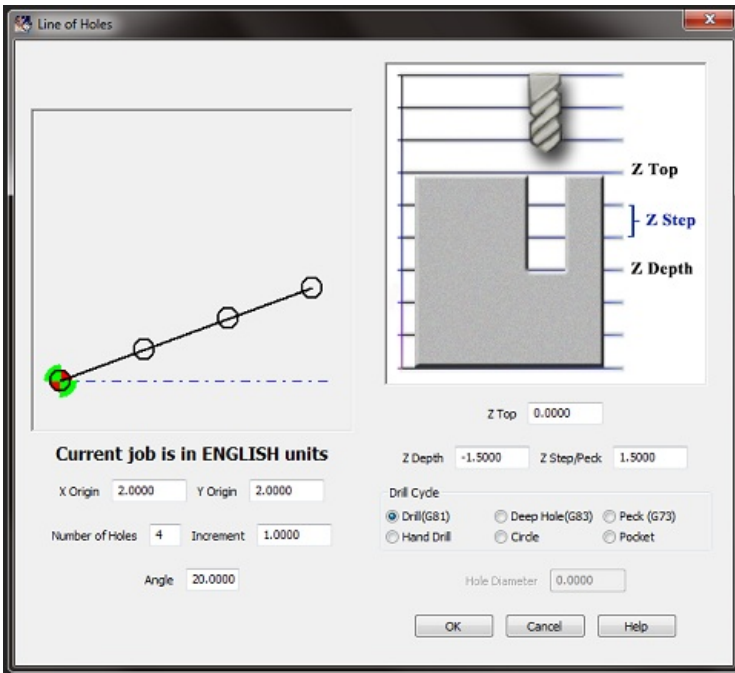 Line of Holes
Z Top
Z Step
Z Depth
Current job is in ENGLISH units
X Origin 2.0000 Y Origin 2.0000
Number of Holes 4 Increment 1.0000
Angle 20.0000
Z Top 0.0000
Z Depth -1.5000 Z Step/Peck 1.5000
Drill Cycle
Drill(G81) Deep Hole(G83) Peck (G73)
Hand Drill Circle Pocket
Hole Diameter 0.0000
OK Cancel Help